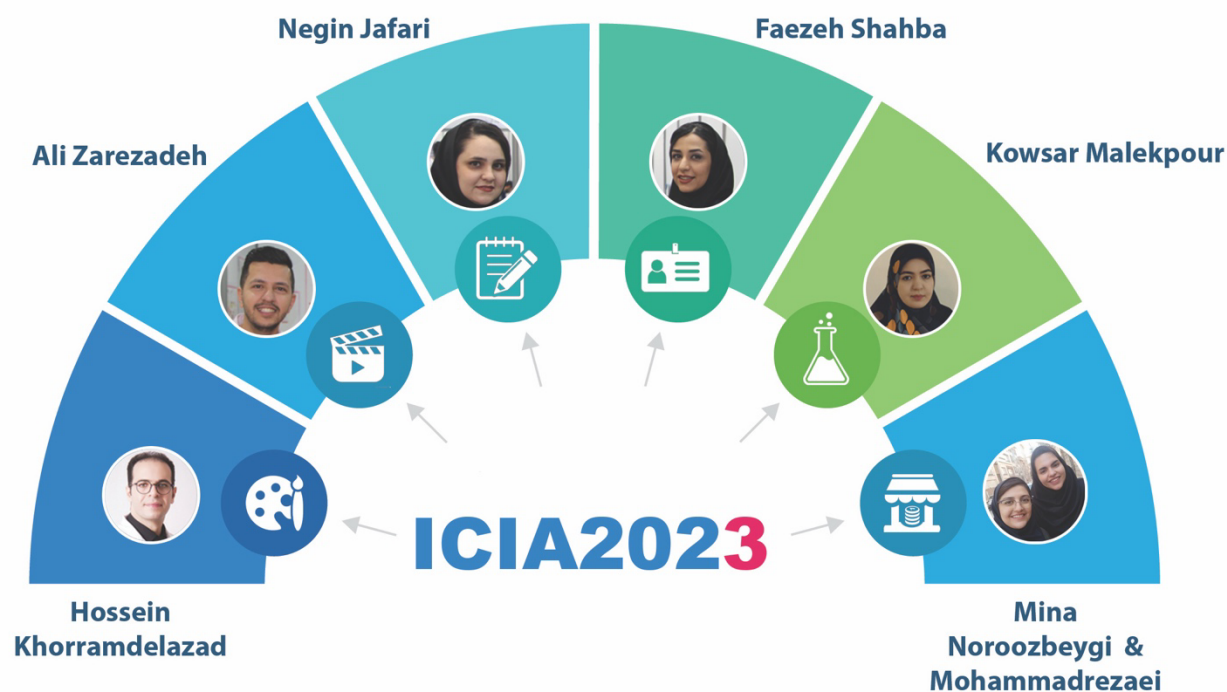 Negin Jafari
Faezeh Shahba
Ali Zarezadeh
Kowsar Malekpour
ICIA2023
Hossein
Khorramdelazad
Mina
Noroozbeygi &
Mohammadrezaei